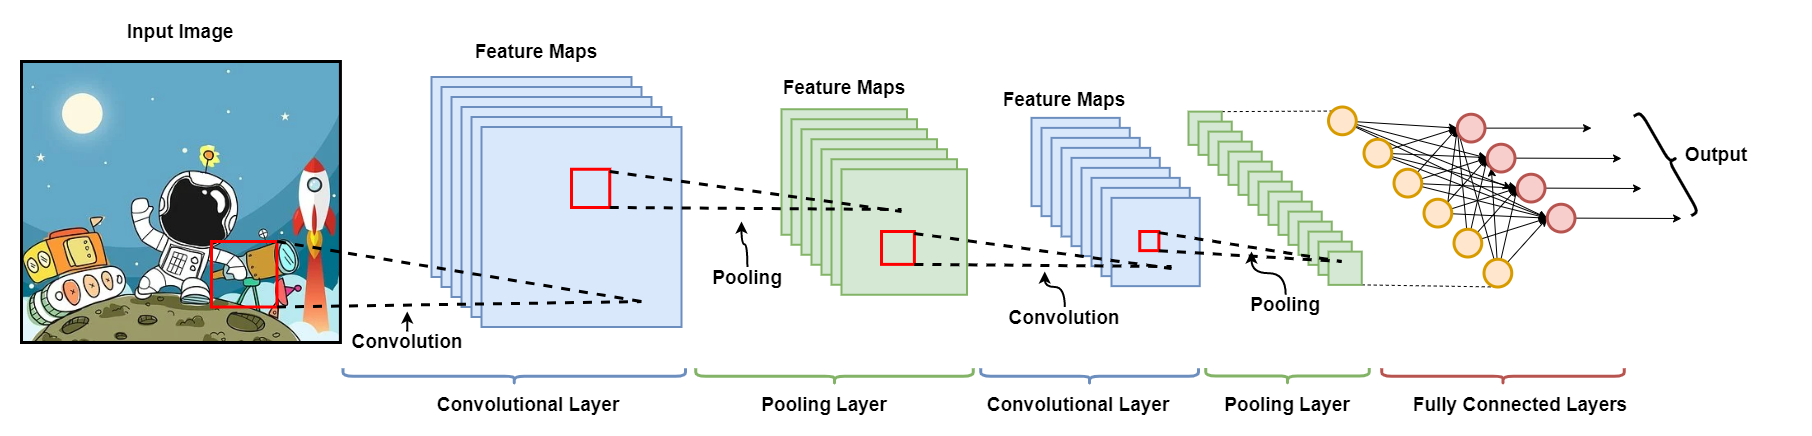 Input Image
Feature Maps
Feature Maps
Feature Maps
Output
Pooling
Pooling
Convolution
Convolution
Convolutional Layer
Pooling Layer
Convolutional Layer
Pooling Layer
Fully Connected Layers